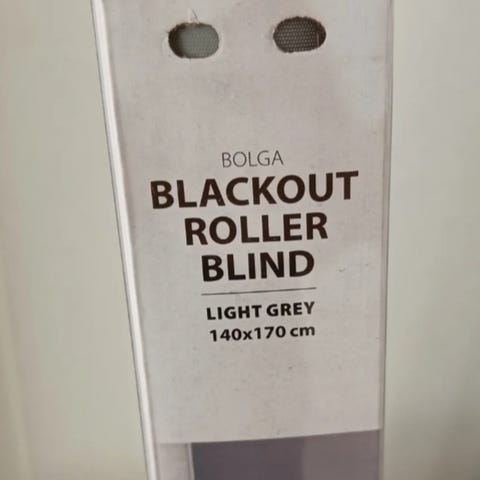 BOLGA
BLACKOUT
ROLLER
BLIND
LIGHT GREY
140x170 cm